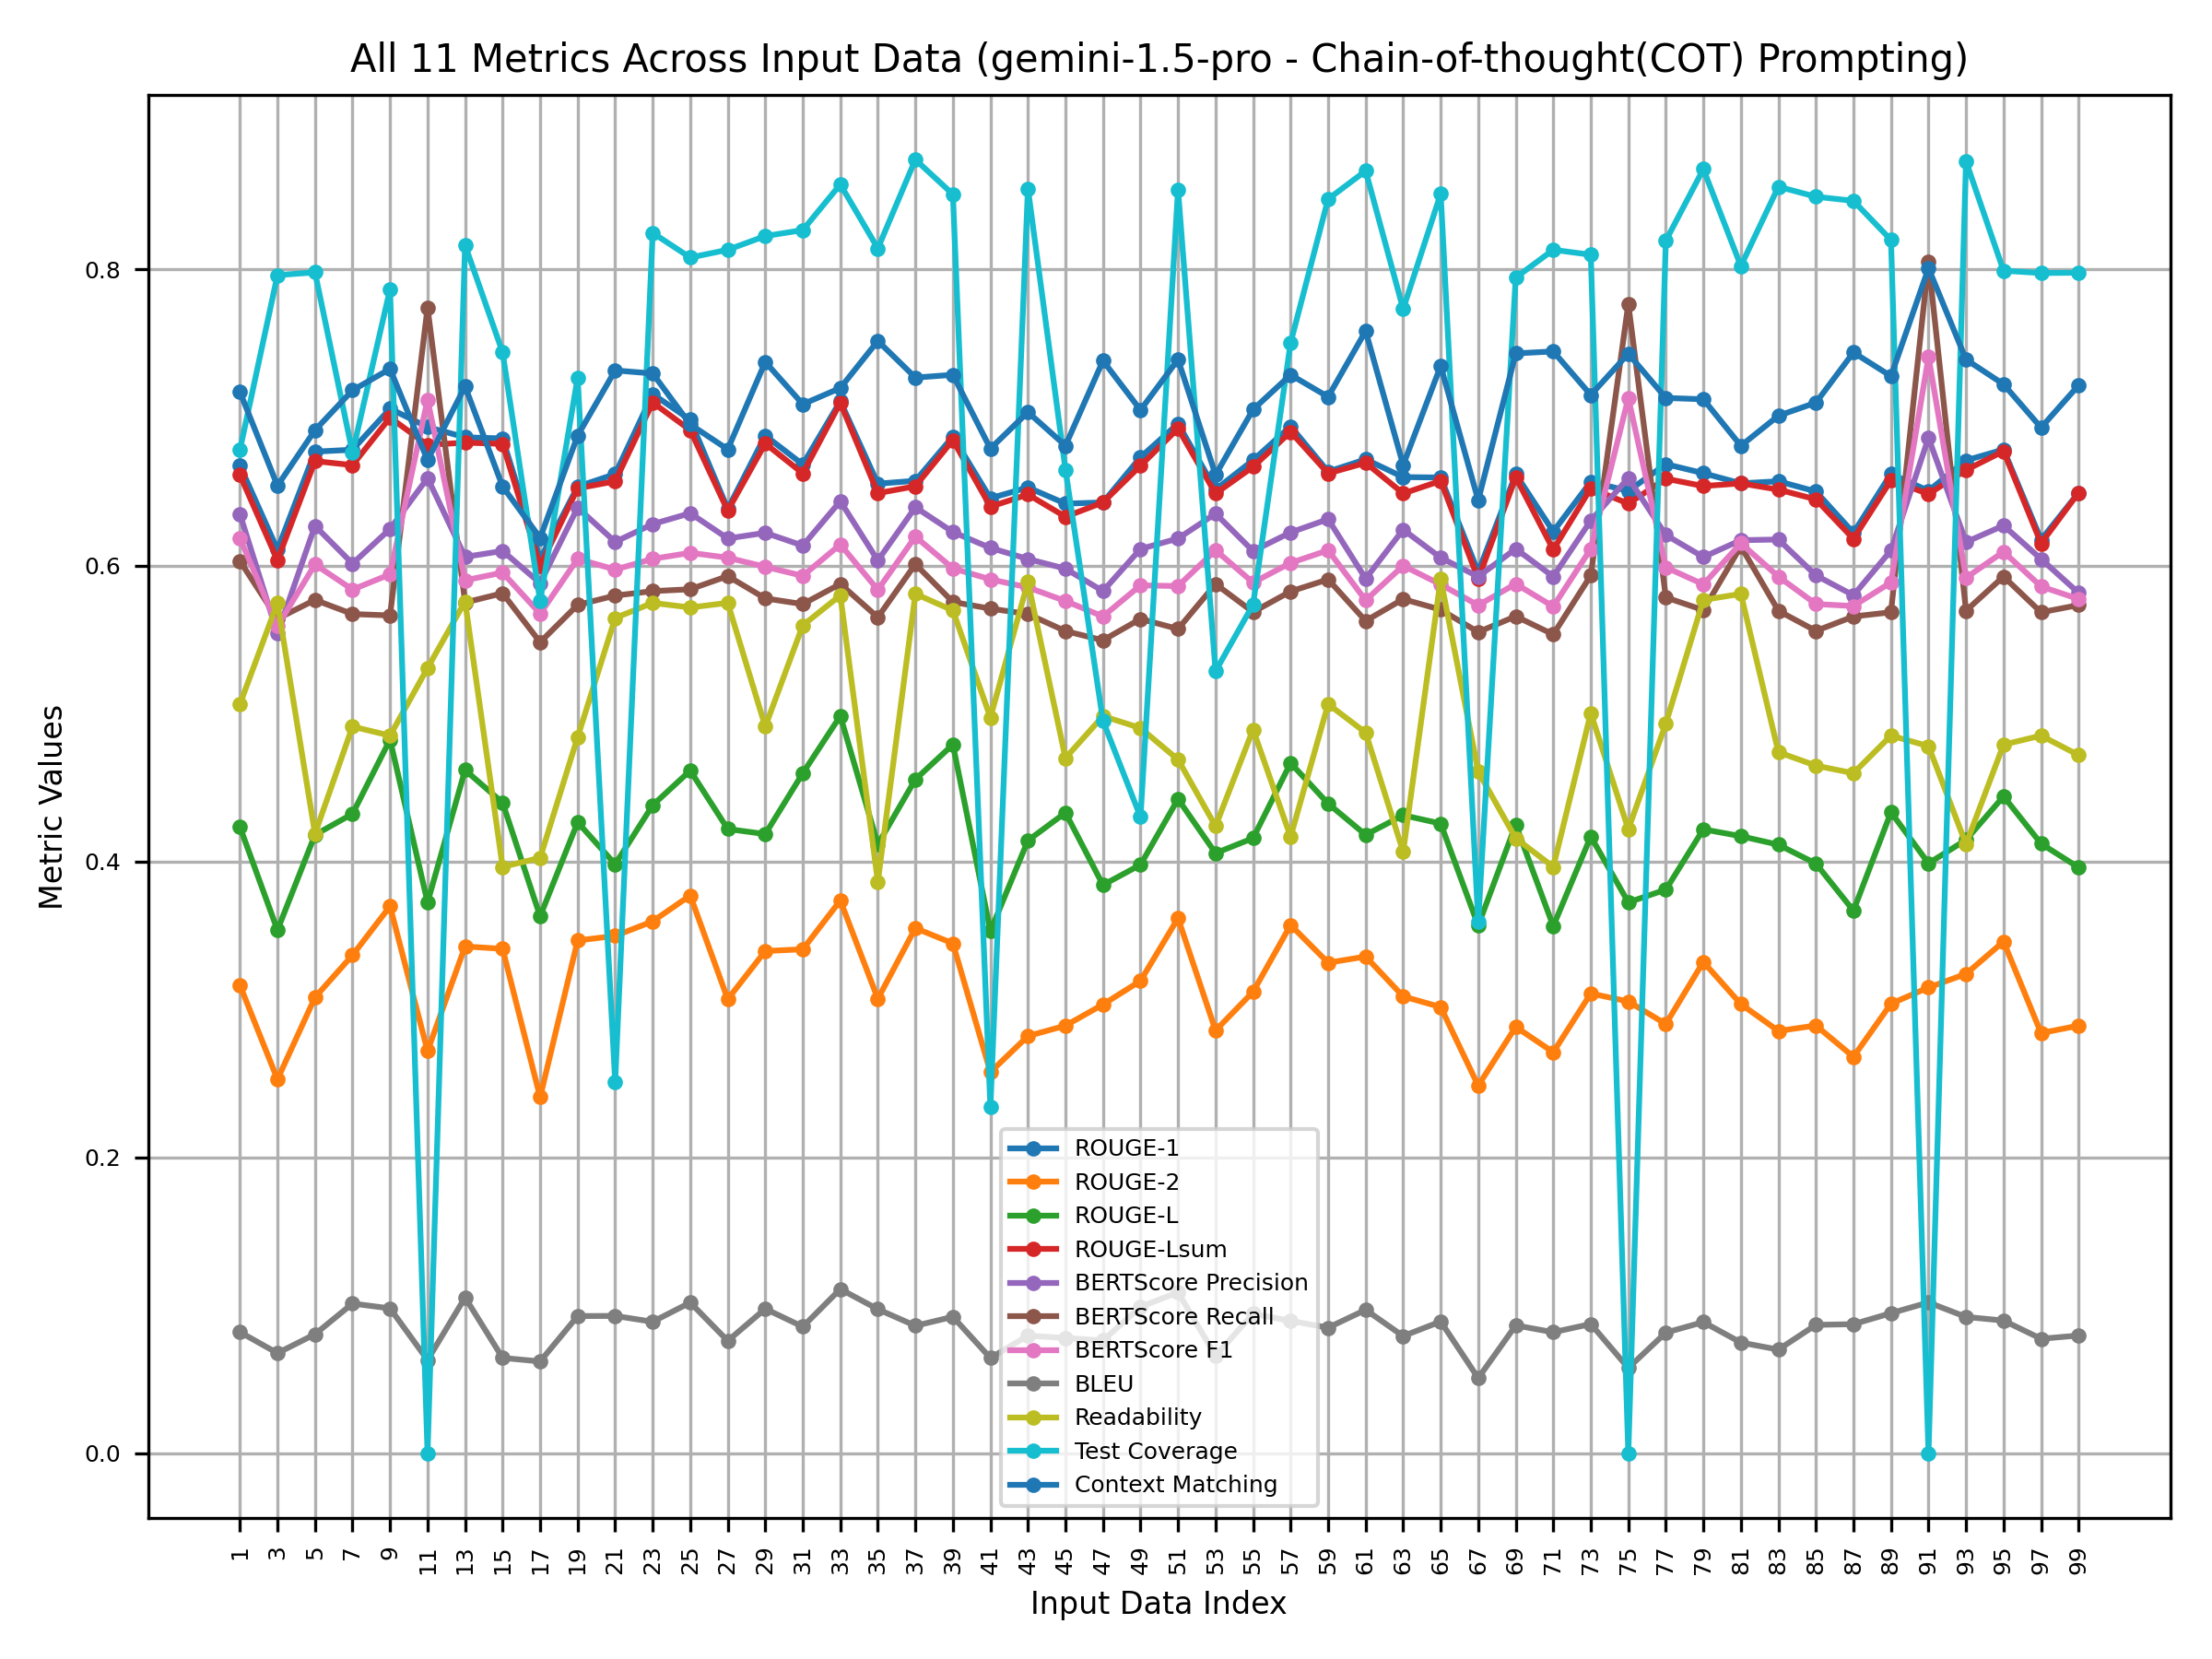 All 11 Metrics Across Input Data (gemini-1.5-pro - Chain-of-thought(COT) Prompting)
Metric Values
0.8
0.6
0.4
0.2
0.0
ROUGE-1
ROUGE-2
ROUGE-L
ROUGE-Lsum
BERTScore Precision
BERTScore Recall
BERTScore F1
BLEU
Readability
Test Coverage
Context Matching
1 3 5 7 9 11 13 15 17 19 21 23 25 27 29 31 33 35 37 39 41 43 45 47 49 51 53 55 57 59 61 63 65 67 69 71 73 75 77 79 81 83 85 87 89 91 93 95 97 99
Input Data Index